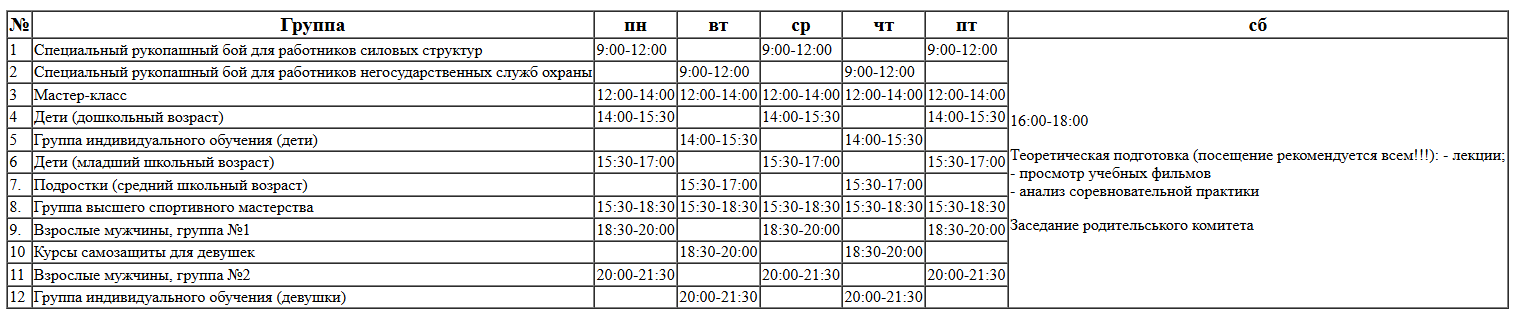 № Группа пн вт ср чт пт сб
1 Специальный рукопашный бой для работников силовых структур 9:00-12:00 9:00-12:00 9:00-12:00
2 Специальный рукопашный бой для работников негосударственных служб охраны 9:00-12:00 9:00-12:00
3 Мастер-класс 12:00-14:00 12:00-14:00 12:00-14:00 12:00-14:00 12:00-14:00
4 Дети (дошкольный возраст) 14:00-15:30 14:00-15:30 14:00-15:30
5 Группа индивидуального обучения (дети) 14:00-15:30 14:00-15:30
6 Дети (младший школьный возраст) 15:30-17:00 15:30-17:00 15:30-17:00
7. Подростки (средний школьный возраст) 15:30-17:00 15:30-17:00
8. Группа высшего спортивного мастерства 15:30-18:30 15:30-18:30 15:30-18:30 15:30-18:30 15:30-18:30
9. Взрослые мужчины, группа №1 18:30-20:00 18:30-20:00 18:30-20:00
10 Курсы самозащиты для девушек 18:30-20:00 18:30-20:00
11 Взрослые мужчины, группа №2 20:00-21:30 20:00-21:30 20:00-21:30
12 Группа индивидуального обучения (девушки) 20:00-21:30 20:00-21:30
16:00-18:00
Теоретическая подготовка (посещение рекомендуется всем!!!): - лекции;
- просмотр учебных фильмов
- анализ соревновательной практики
Заседание родительського комитета